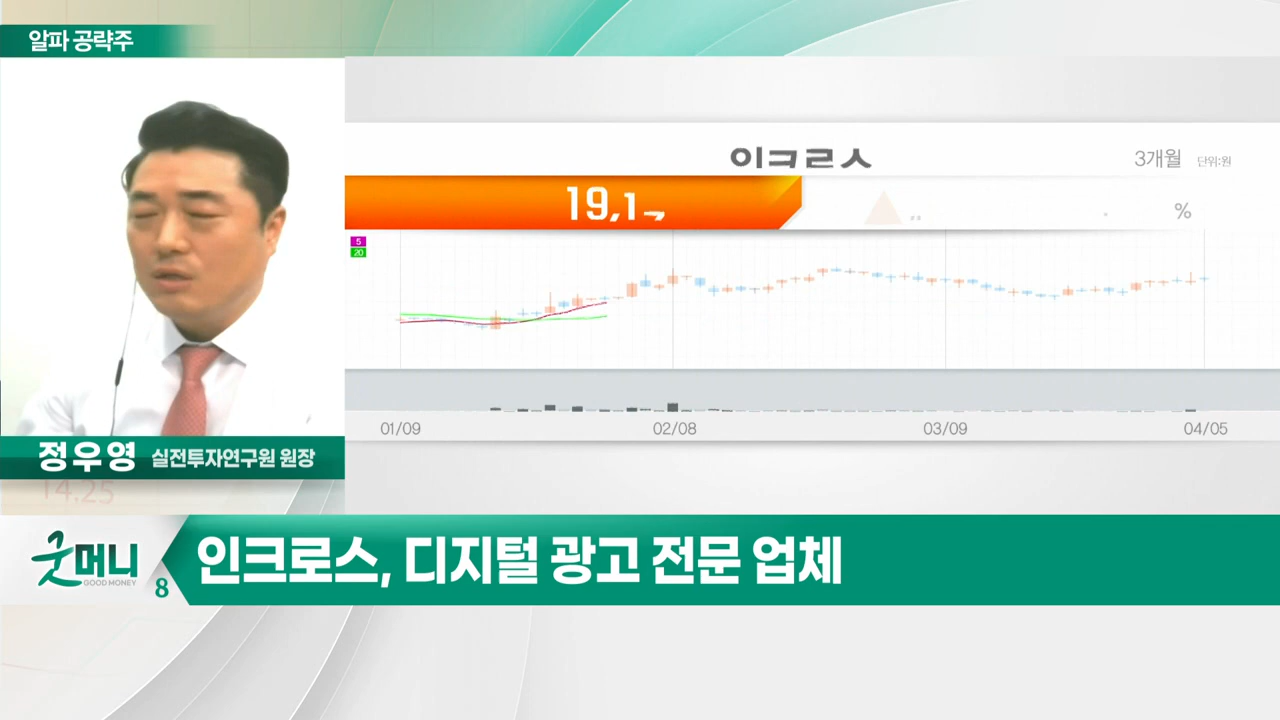 알파 공략주
인크로스
3개월 단위:원
%
5
20
01/09 02/08 03/09 04/05
정우영 실전투자연구원 원장
14.25
굿머니
GOOD MONEY
8
인크로스, 디지털 광고 전문 업체